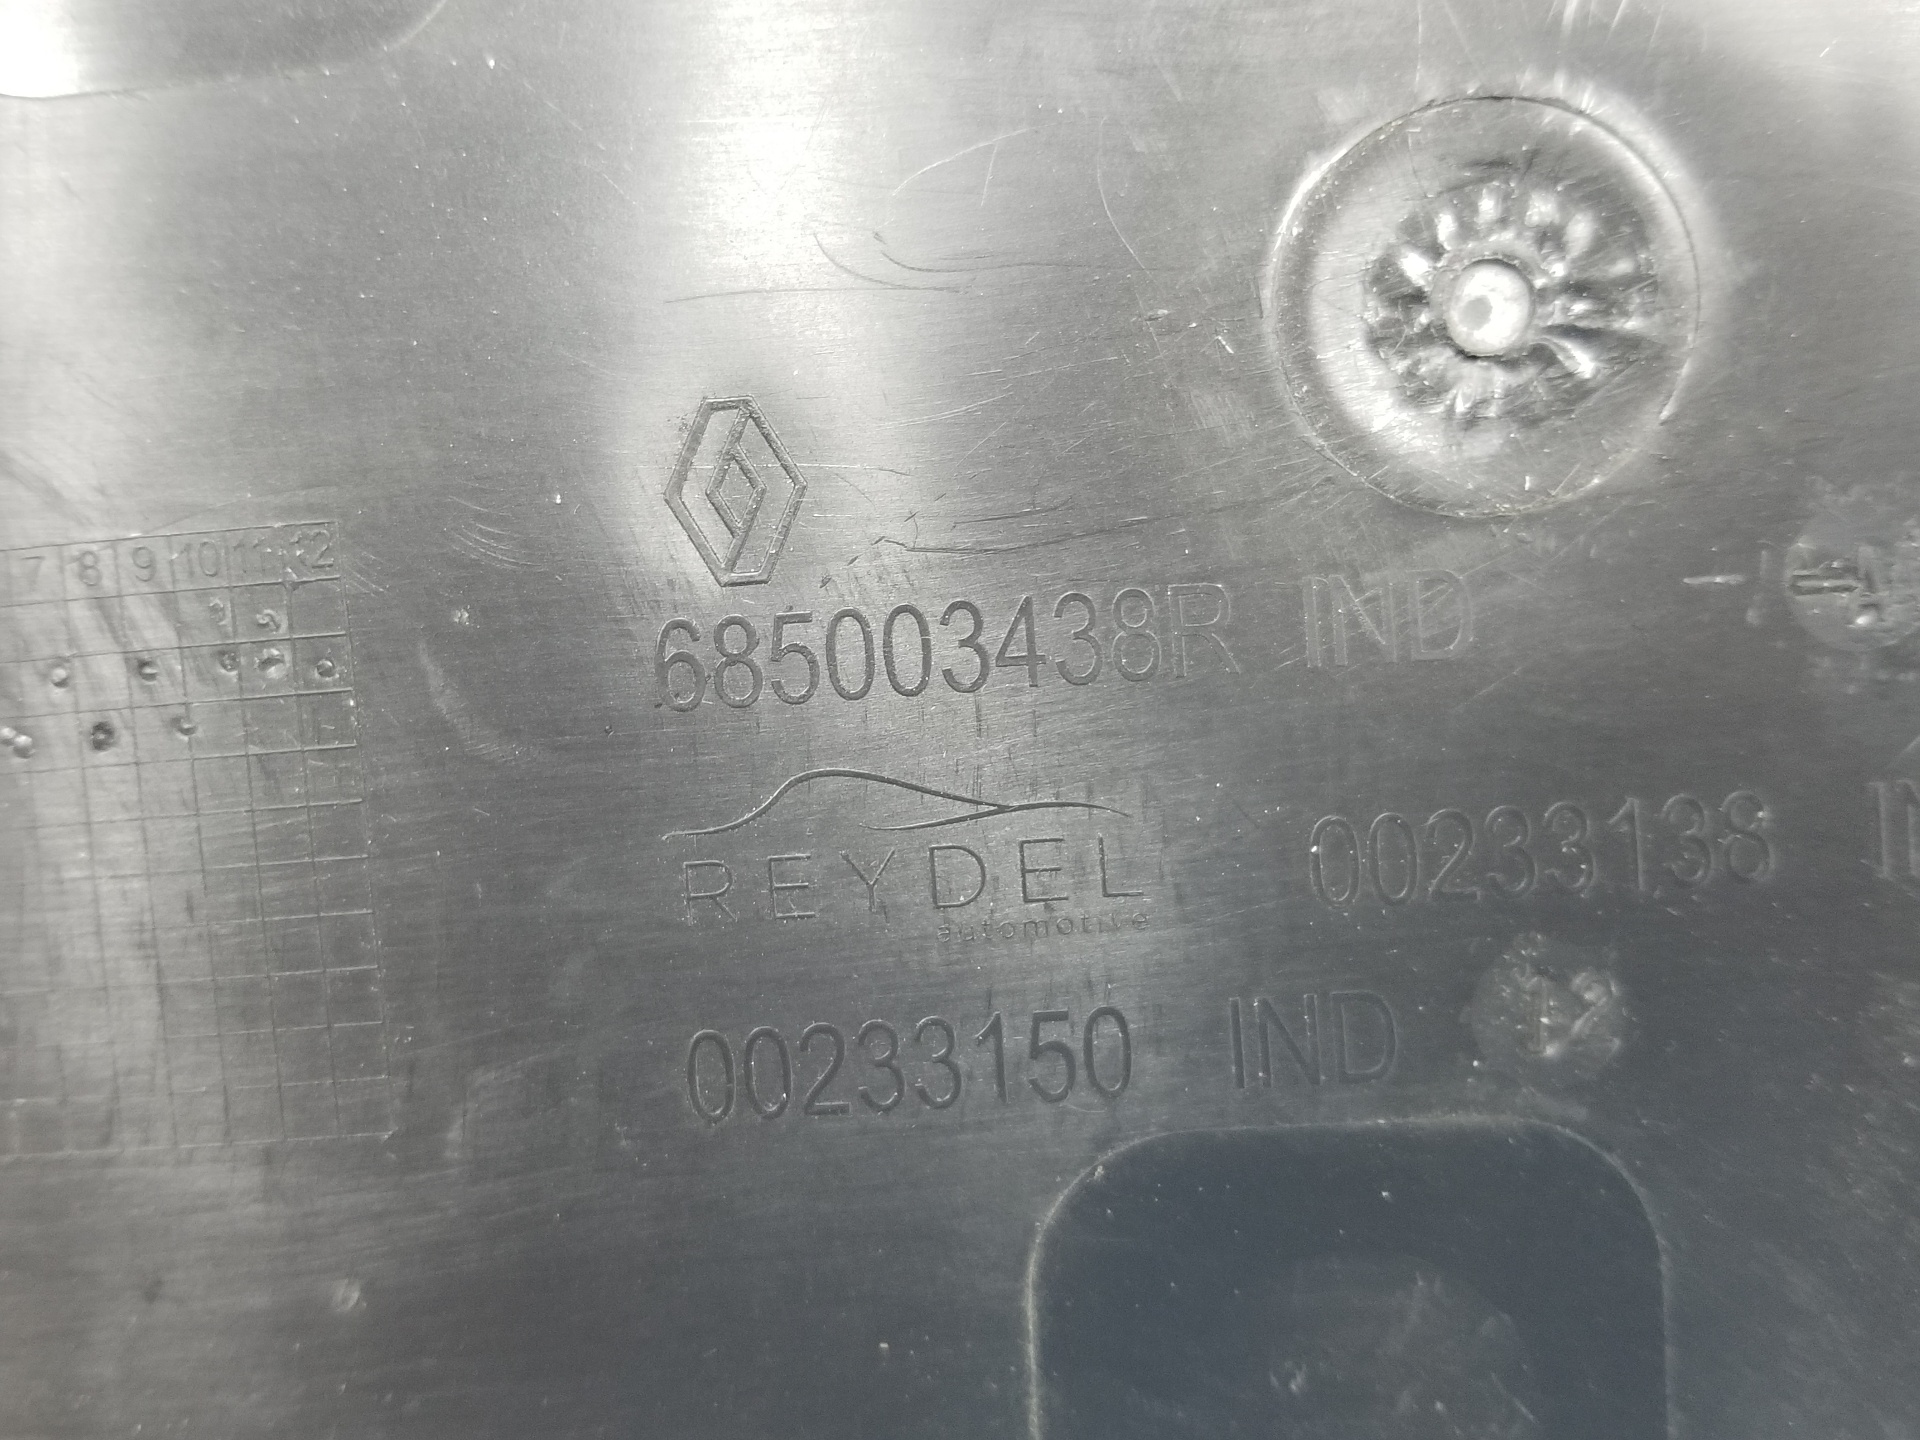 7 8 9 10 11 12
685003438R IND
REYDEL
automotive
00233138
00233150 IND